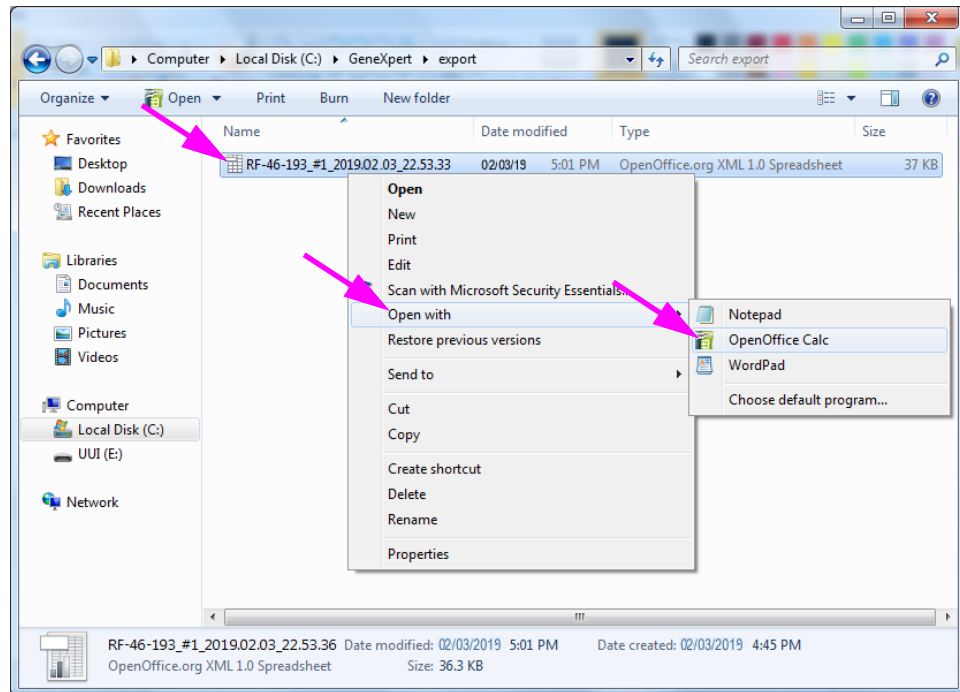 Computer ▸ Local Disk (C:) ▸ GeneXpert ▸ export
Search export
Organize Open Print Burn New folder
Favorites
Desktop
Downloads
Recent Places
Libraries
Documents
Music
Pictures
Videos
Computer
Local Disk (C:)
UUI (E:)
Network
Name Date modified Type Size
RF-46-193_#1_2019.02.03_22.53.33 02/03/19 5:01 PM OpenOffice.org XML 1.0 Spreadsheet 37 KB
Open
New
Print
Edit
Scan with Microsoft Security Essentials...
Open with
Restore previous versions
Send to
Cut
Copy
Create shortcut
Delete
Rename
Properties
Notepad
OpenOffice Calc
WordPad
Choose default program...
RF-46-193_#1_2019.02.03_22.53.36 Date modified: 02/03/2019 5:01 PM Date created: 02/03/2019 4:45 PM
OpenOffice.org XML 1.0 Spreadsheet Size: 36.3 KB